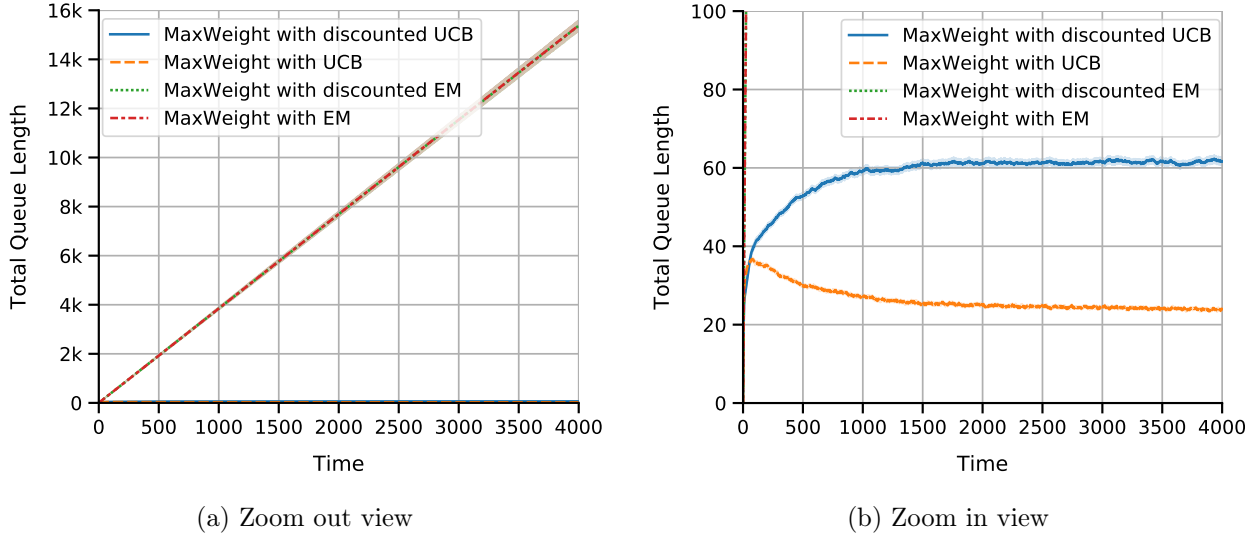 16k
14k
12k
10k
8k
6k
4k
2k
0
Total Queue Length
MaxWeight with discounted UCB
MaxWeight with UCB
MaxWeight with discounted EM
MaxWeight with EM
0 500 1000 1500 2000 2500 3000 3500 4000
Time
(a) Zoom out view
100
80
60
40
20
0
Total Queue Length
MaxWeight with discounted UCB
MaxWeight with UCB
MaxWeight with discounted EM
MaxWeight with EM
0 500 1000 1500 2000 2500 3000 3500 4000
Time
(b) Zoom in view